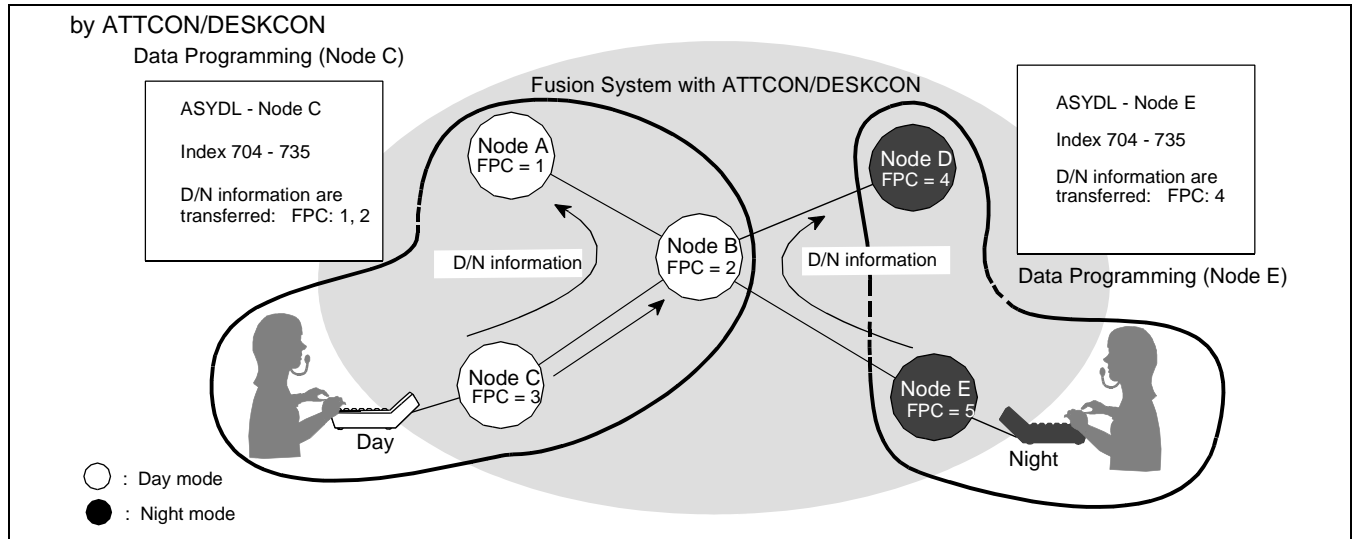 by ATTCON/DESKCON
Data Programming (Node C)
ASYDL - Node C
Index 704 - 735
D/N information are
transferred: FPC: 1, 2
Fusion System with ATTCON/DESKCON
ASYDL - Node E
Index 704 - 735
D/N information are
transferred: FPC: 4
Data Programming (Node E)
Node A
FPC = 1
Node D
FPC = 4
Node B
FPC = 2
D/N information
D/N information
Node C
FPC = 3
Node E
FPC = 5
Day
Night
: Day mode
: Night mode